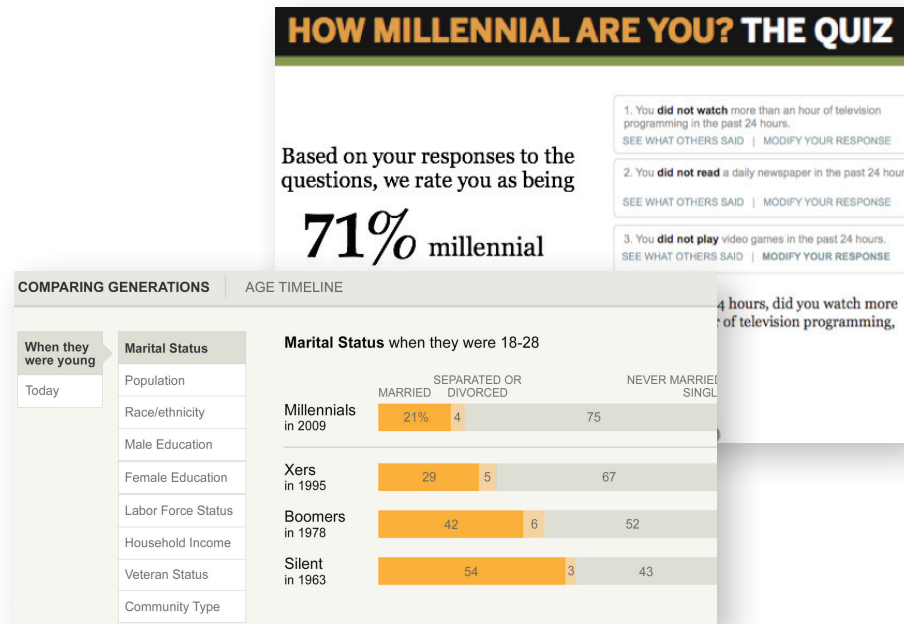 HOW MILLENNIAL ARE YOU? THE QUIZ
Based on your responses to the
questions, we rate you as being
71% millennial
1. You did not watch more than an hour of television
programming in the past 24 hours.
SEE WHAT OTHERS SAID | MODIFY YOUR RESPONSE
2. You did not read a daily newspaper in the past 24 hour
SEE WHAT OTHERS SAID | MODIFY YOUR RESPONSE
3. You did not play video games in the past 24 hours.
SEE WHAT OTHERS SAID | MODIFY YOUR RESPONSE
4 hours, did you watch more
of television programming,
COMPARING GENERATIONS | AGE TIMELINE
When they
were young
Today
Marital Status
Population
Race/ethnicity
Male Education
Female Education
Labor Force Status
Household Income
Veteran Status
Community Type
Marital Status when they were 18-28
SEPARATED OR NEVER MARRIED
MARRIED DIVORCED SINGL
Millennials
in 2009
21% 4 75
Xers
in 1995
29 5 67
Boomers
in 1978
42 6 52
Silent
in 1963
54 3 43